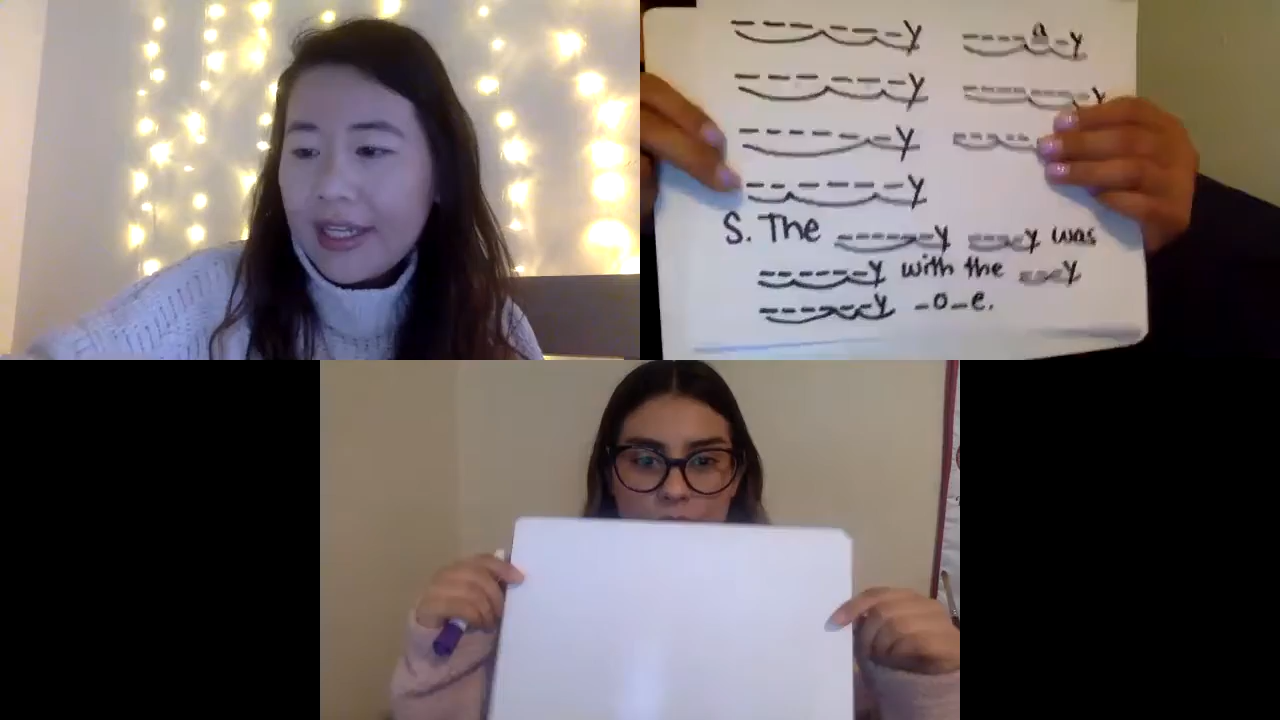 _ _ _ _ _ _ _ y    _ _ _ _ a _ y
_ _ _ _ _ _ _ y    _ _ _ _ _ _ y
_ _ _ _ _ _ y    _ _ _ _
_ _ _ _ _ _ y
S. The _ _ _ _ _ _ y _ _ _ _ y was
_ _ _ _ _ _ y with the _ _ _ y
_ _ _ _ _ _ y _ o _ e.